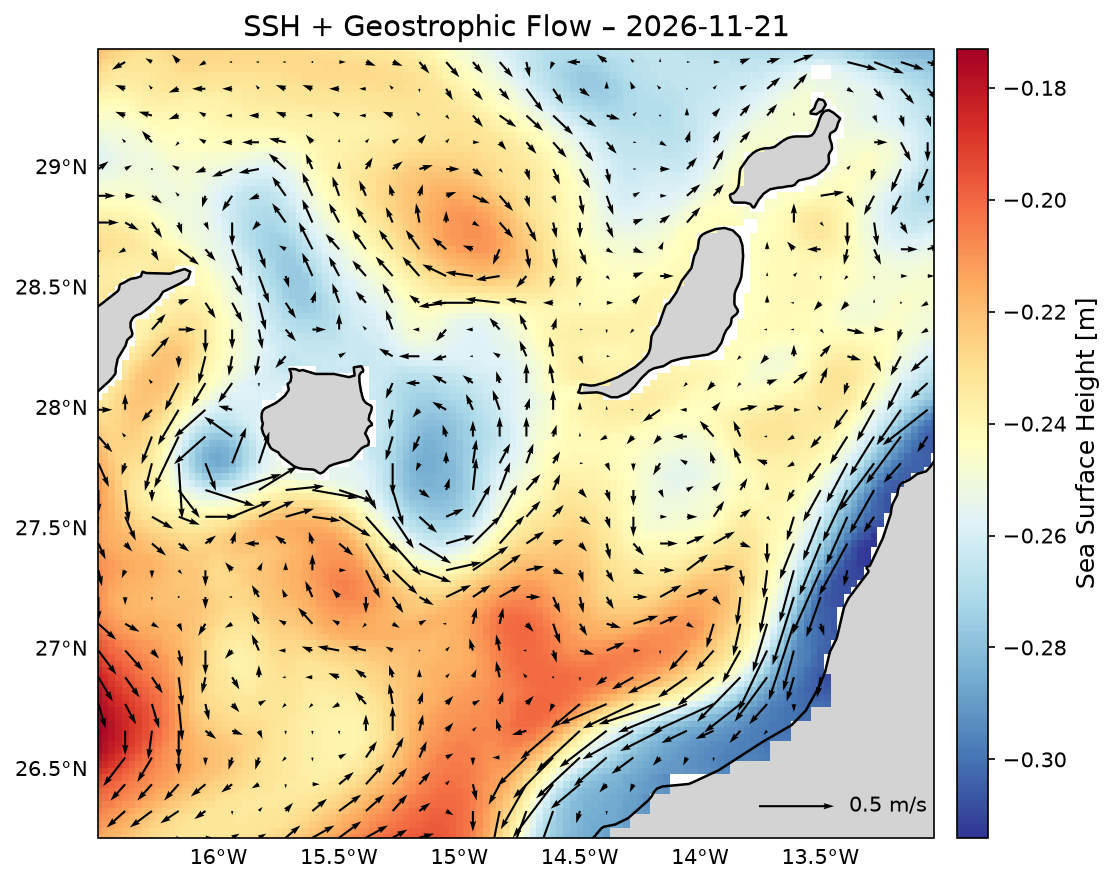 SSH + Geostrophic Flow – 2026-11-21
29°N
28.5°N
28°N
27.5°N
27°N
26.5°N
16°W
15.5°W
15°W
14.5°W
14°W
13.5°W
0.5 m/s
−0.18
−0.20
−0.22
−0.24
−0.26
−0.28
−0.30
Sea Surface Height [m]